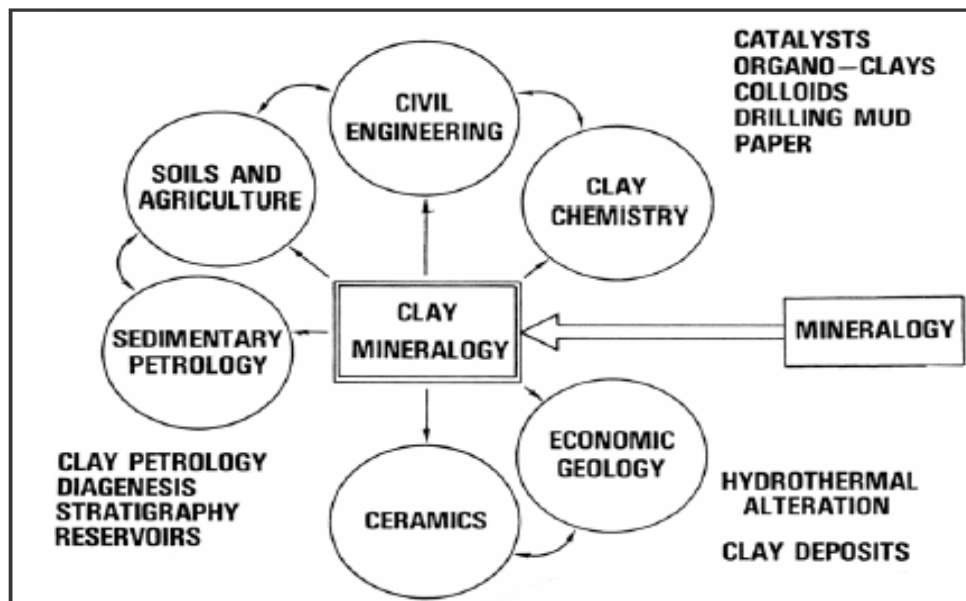 CATALYSTS
ORGANO-CLAYS
COLLOIDS
DRILLING MUD
PAPER
CIVIL
ENGINEERING
SOILS AND
AGRICULTURE
CLAY
CHEMISTRY
CLAY
MINERALOGY
MINERALOGY
SEDIMENTARY
PETROLOGY
ECONOMIC
GEOLOGY
CERAMICS
CLAY PETROLOGY
DIAGENESIS
STRATIGRAPHY
RESERVOIRS
HYDROTHERMAL
ALTERATION
CLAY DEPOSITS